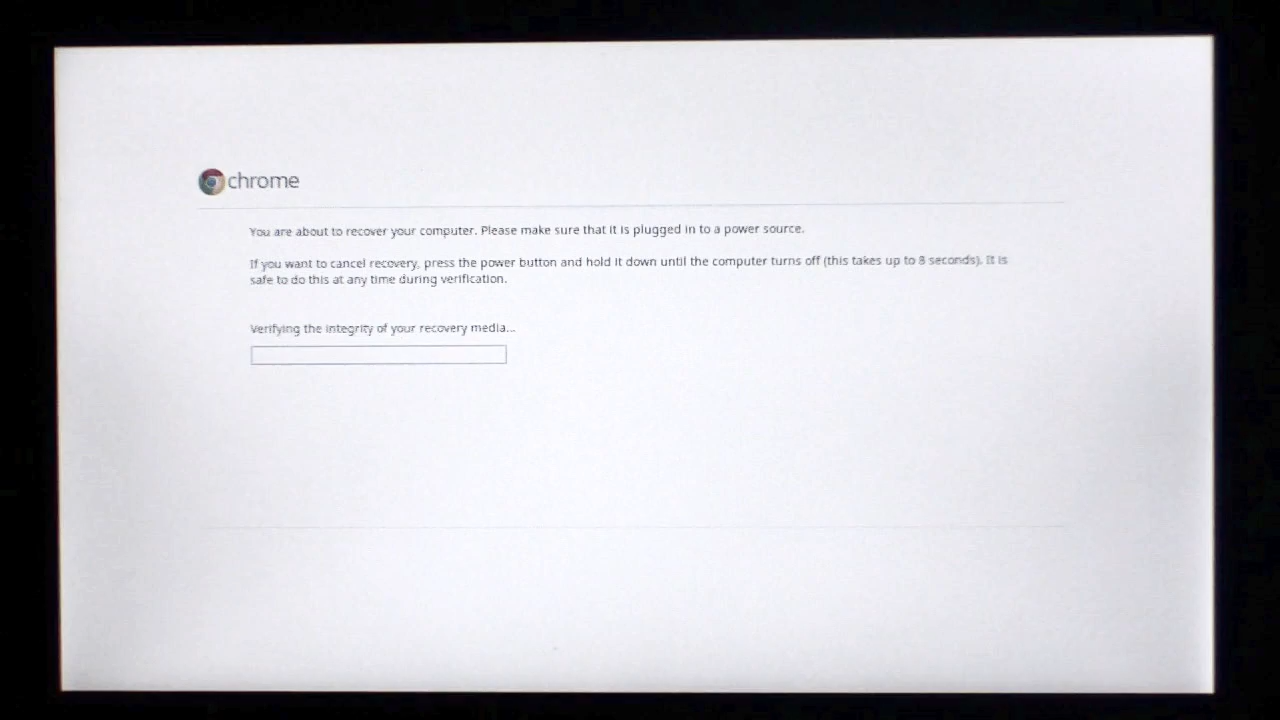 chrome
You are about to recover your computer. Please make sure that it is plugged in to a power source.
If you want to cancel recovery, press the power button and hold it down until the computer turns off (this takes up to 8 seconds). It is
safe to do this at any time during verification.
Verifying the integrity of your recovery media...